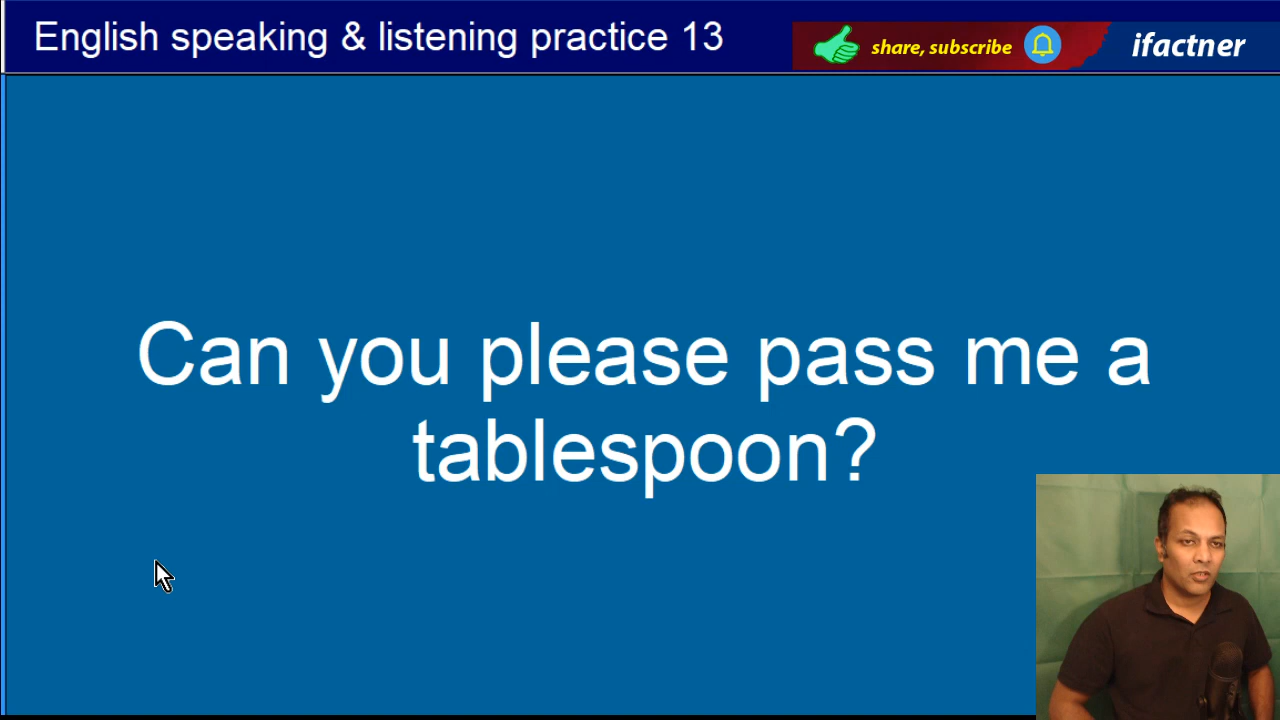 English speaking & listening practice 13
share, subscribe
ifactner
Can you please pass me a
tablespoon?